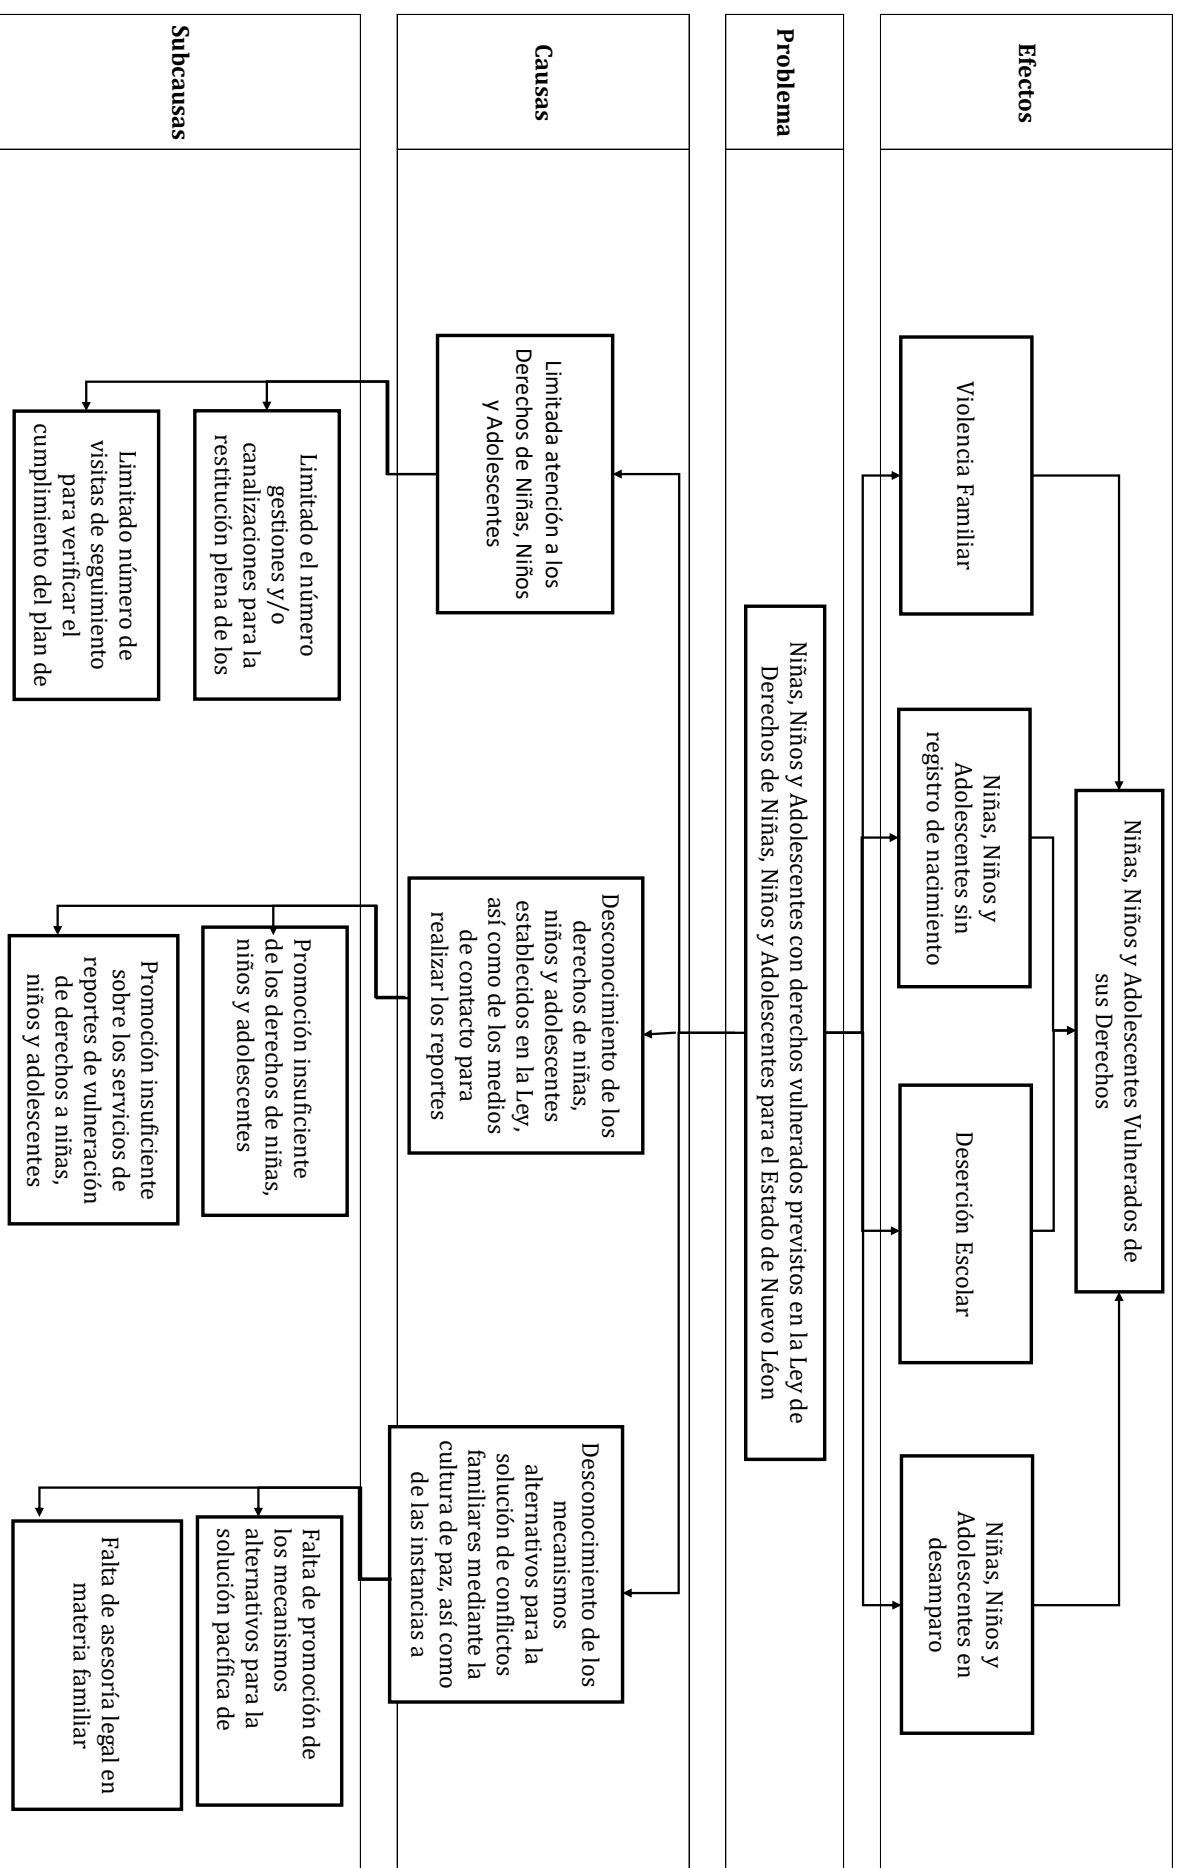 Efectos
Niñas, Niños y Adolescentes Vulnerados de
sus Derechos
Violencia Familiar
Niñas, Niños y
Adolescentes sin
registro de nacimiento
Deserción Escolar
Niñas, Niños y
Adolescentes en
desamparo
Problema
Niñas, Niños y Adolescentes con derechos vulnerados previstos en la Ley de
Derechos de Niñas, Niños y Adolescentes para el Estado de Nuevo Léon
Causas
Limitada atención a los
Derechos de Niñas, Niños
y Adolescentes
Desconocimiento de los
derechos de niñas,
niños y adolescentes
establecidos en la Ley,
así como de los medios
de contacto para
realizar los reportes
Desconocimiento de los
mecanismos
alternativos para la
solución de conflictos
familiares mediante la
cultura de paz, así como
de las instancias a
Subcausas
Limitado el número
gestiones y/o
canalizaciones para la
restitución plena de los
Limitado número de
visitas de seguimiento
para verificar el
cumplimiento del plan de
Promoción insuficiente
de los derechos de niñas,
niños y adolescentes
Promoción insuficiente
sobre los servicios de
reportes de vulneración
de derechos a niñas,
niños y adolescentes
Falta de promoción de
los mecanismos
alternativos para la
solución pacífica de
Falta de asesoría legal en
materia familiar